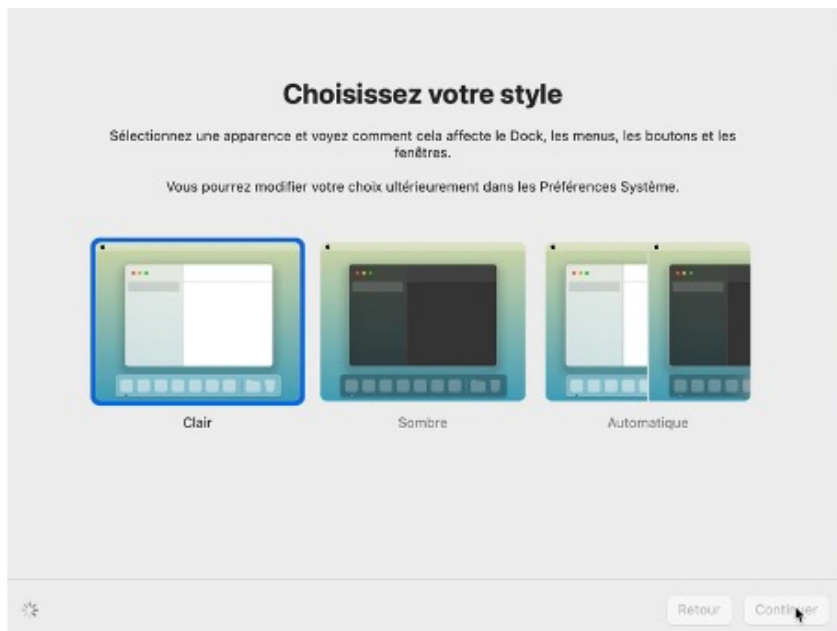 Choisissez votre style
Sélectionnez une apparence et voyez comment cela affecte le Dock, les menus, les boutons et les
fenêtres.
Vous pourrez modifier votre choix ultérieurement dans les Préférences Système.
Clair
Sombre
Automatique
Retour
Continuer